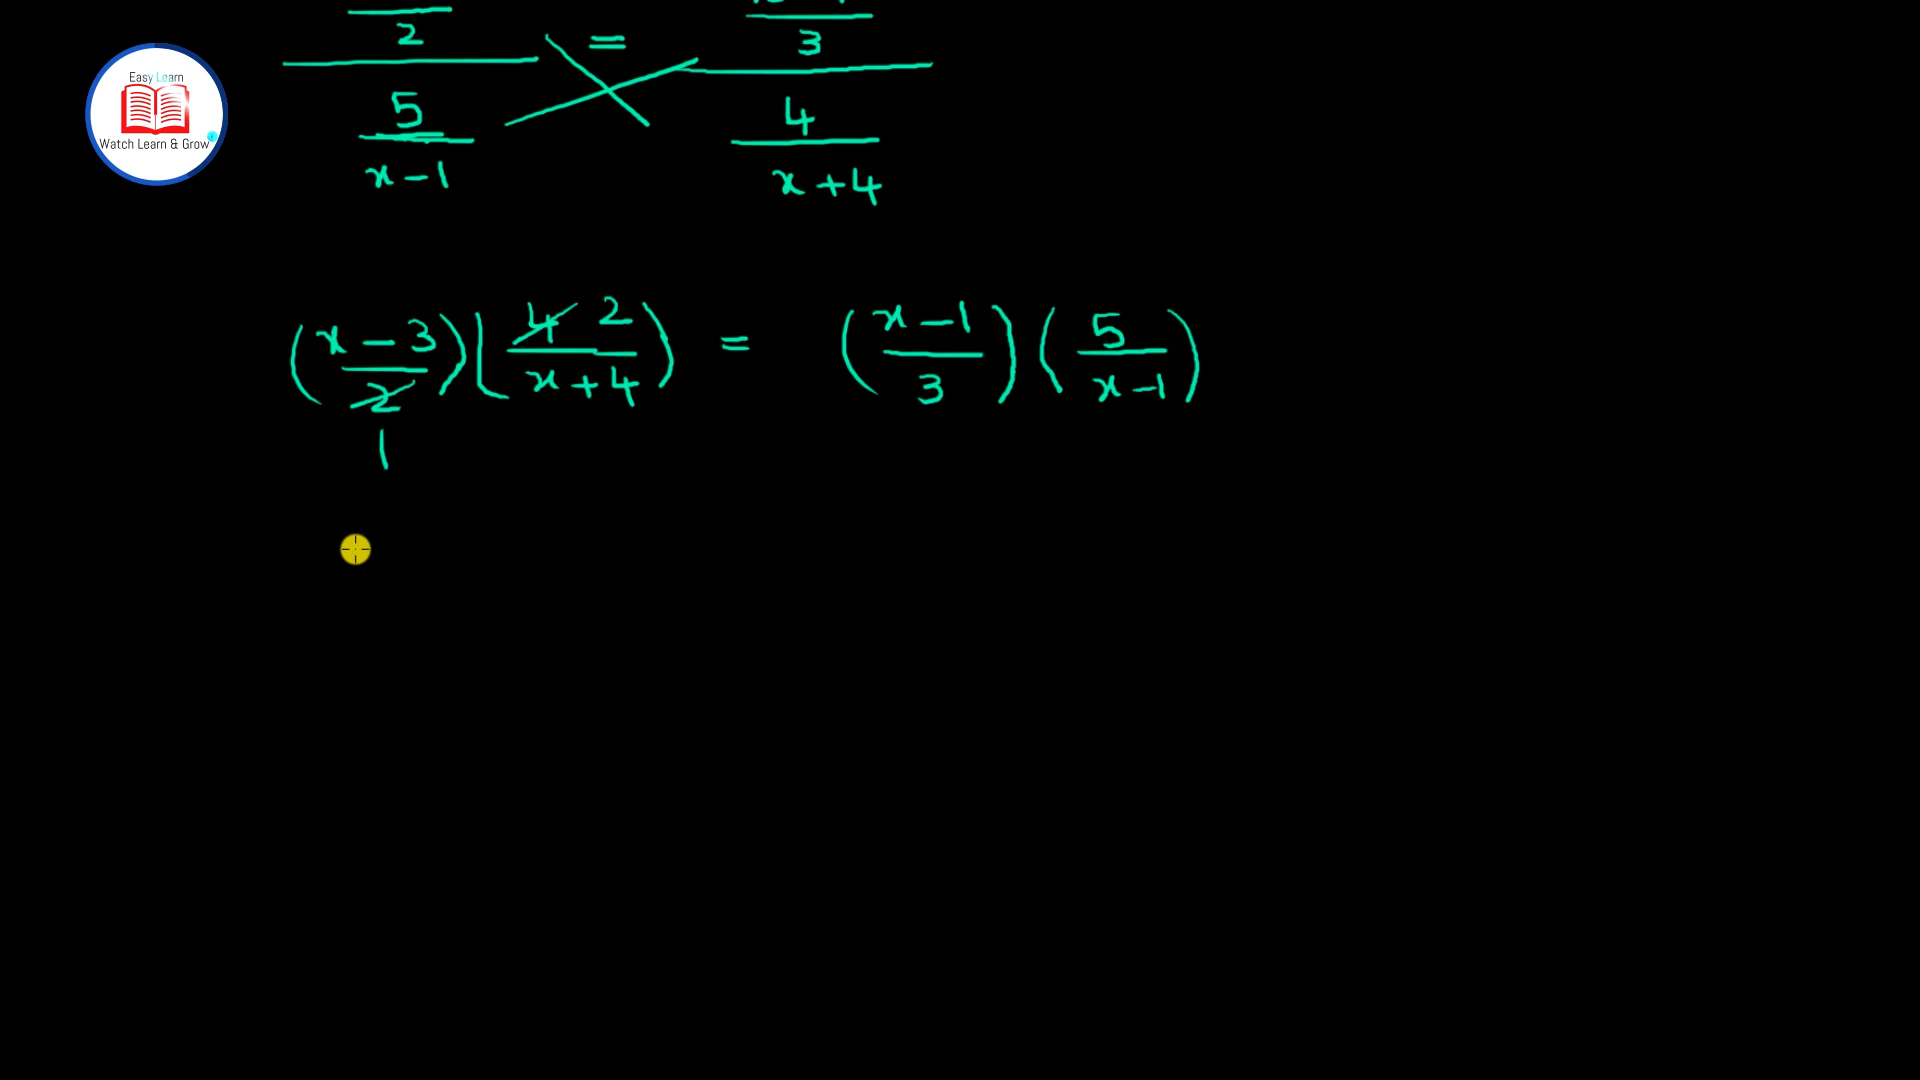 2 = 3
Easy Learn
Watch Learn & Grow
5 4
x-1 x+4
(x-3/2)(4 2/x+4) = (x-1/3)(5/x-1)
1